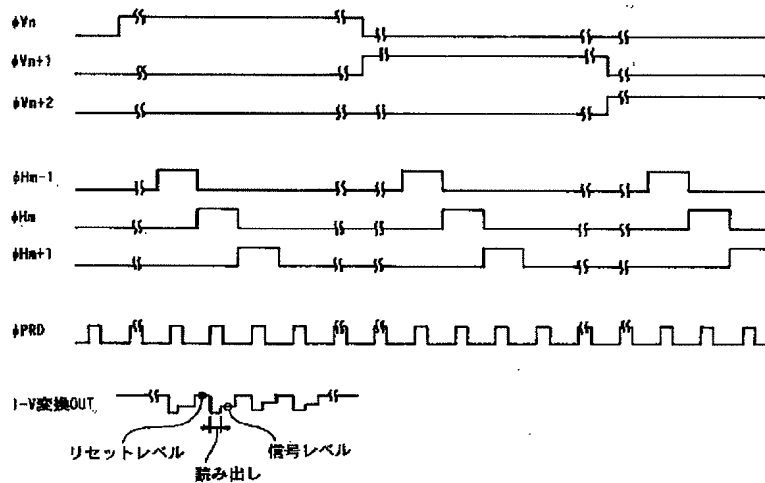 φVn
φVn+1
φVn+2
φHm-1
φHm
φHm+1
φPRD
I-V変換OUT
リセットレベル
信号レベル
読み出し